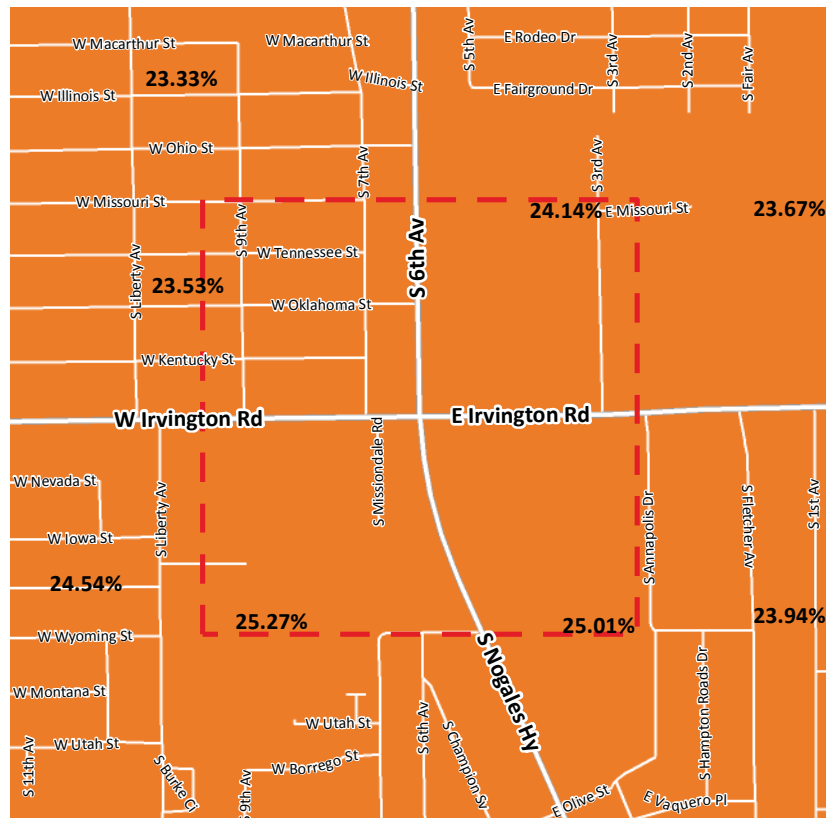 W Macarthur St
W Macarthur St
S 5th Av
E Rodeo Dr
S 3rd Av
S 2nd Av
S Fair Av
23.33%
W Illinois St
W Illinois St
E Fairground Dr
W Ohio St
S 7th Av
S 3rd Av
W Missouri St
S 9th Av
24.14%
E Missouri St
23.67%
S Liberty Av
W Tennessee St
S 6th Av
23.53%
W Oklahoma St
W Kentucky St
W Irvington Rd
E Irvington Rd
S Missiondale Rd
W Nevada St
S Liberty Av
S Annapolis Dr
S Fletcher Av
S 1st Av
W Iowa St
24.54%
25.27%
25.01%
23.94%
W Wyoming St
S Nogales Hy
S Hampton Roads Dr
W Montana St
W Utah St
S 6th Av
S Champion Sv
W Utah St
S 11th Av
S Burke Ci
W Borrego St
S 9th Av
E Olive St
E Vaquero Pl